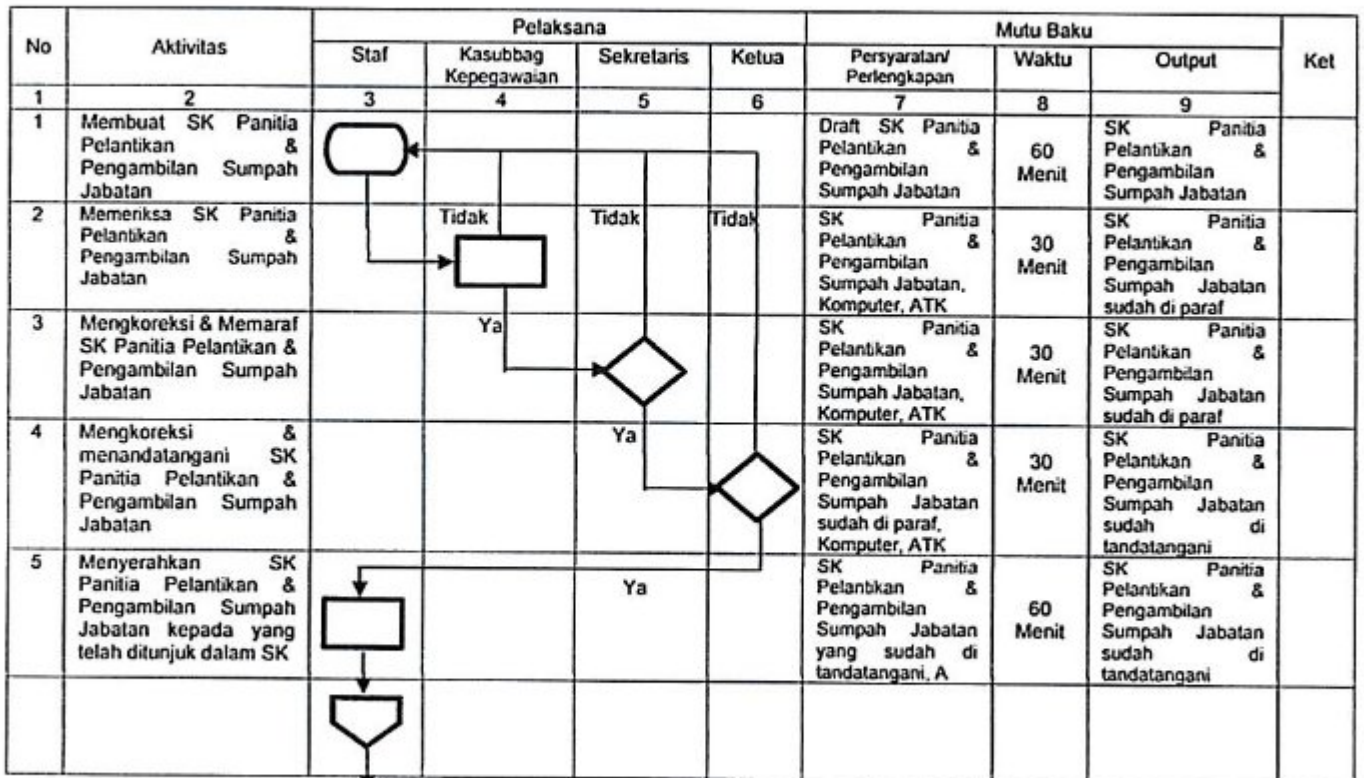 No Aktivitas Pelaksana Mutu Baku Ket
Staf Kasubbag Kepegawaian Sekretaris Ketua Persyaratan/ Perlengkapan Waktu Output
1 2 3 4 5 6 7 8 9
1
Membuat SK Panitia
Pelantikan &
Pengambilan Sumpah
Jabatan
Draft SK Panitia
Pelantikan &
Pengambilan
Sumpah Jabatan
60
Menit
SK Panitia
Pelantikan &
Pengambilan
Sumpah Jabatan
2
Memeriksa SK Panitia
Pelantikan &
Pengambilan Sumpah
Jabatan
Tidak
Tidak
Tidak
SK Panitia
Pelantikan &
Pengambilan
Sumpah Jabatan,
Komputer, ATK
30
Menit
SK Panitia
Pelantikan &
Pengambilan
Sumpah Jabatan
sudah di paraf
3
Mengkoreksi & Memaraf
SK Panitia Pelantikan &
Pengambilan Sumpah
Jabatan
Ya
SK Panitia
Pelantikan &
Pengambilan
Sumpah Jabatan,
Komputer, ATK
30
Menit
SK Panitia
Pelantikan &
Pengambilan
Sumpah Jabatan
sudah di paraf
4
Mengkoreksi &
menandatangani SK
Panitia Pelantikan &
Pengambilan Sumpah
Jabatan
Ya
SK Panitia
Pelantikan &
Pengambilan
Sumpah Jabatan
sudah di paraf,
Komputer, ATK
30
Menit
SK Panitia
Pelantikan &
Pengambilan
Sumpah Jabatan
sudah di
tandatangani
5
Menyerahkan SK
Panitia Pelantikan &
Pengambilan Sumpah
Jabatan kepada yang
telah ditunjuk dalam SK
Ya
SK Panitia
Pelantikan &
Pengambilan
Sumpah Jabatan
yang sudah di
tandatangani, A
60
Menit
SK Panitia
Pelantikan &
Pengambilan
Sumpah Jabatan
sudah di
tandatangani